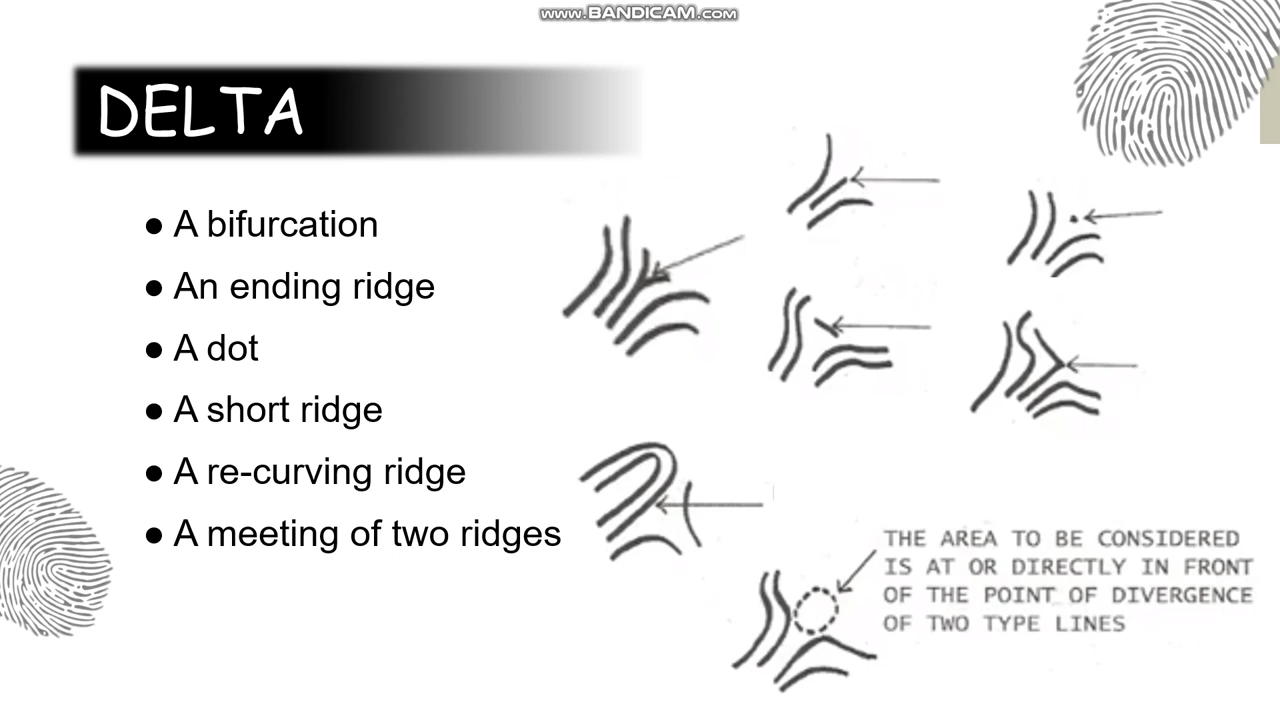 www.BANDICAM.com
DELTA
● A bifurcation
● An ending ridge
● A dot
● A short ridge
● A re-curving ridge
● A meeting of two ridges
THE AREA TO BE CONSIDERED
IS AT OR DIRECTLY IN FRONT
OF THE POINT OF DIVERGENCE
OF TWO TYPE LINES